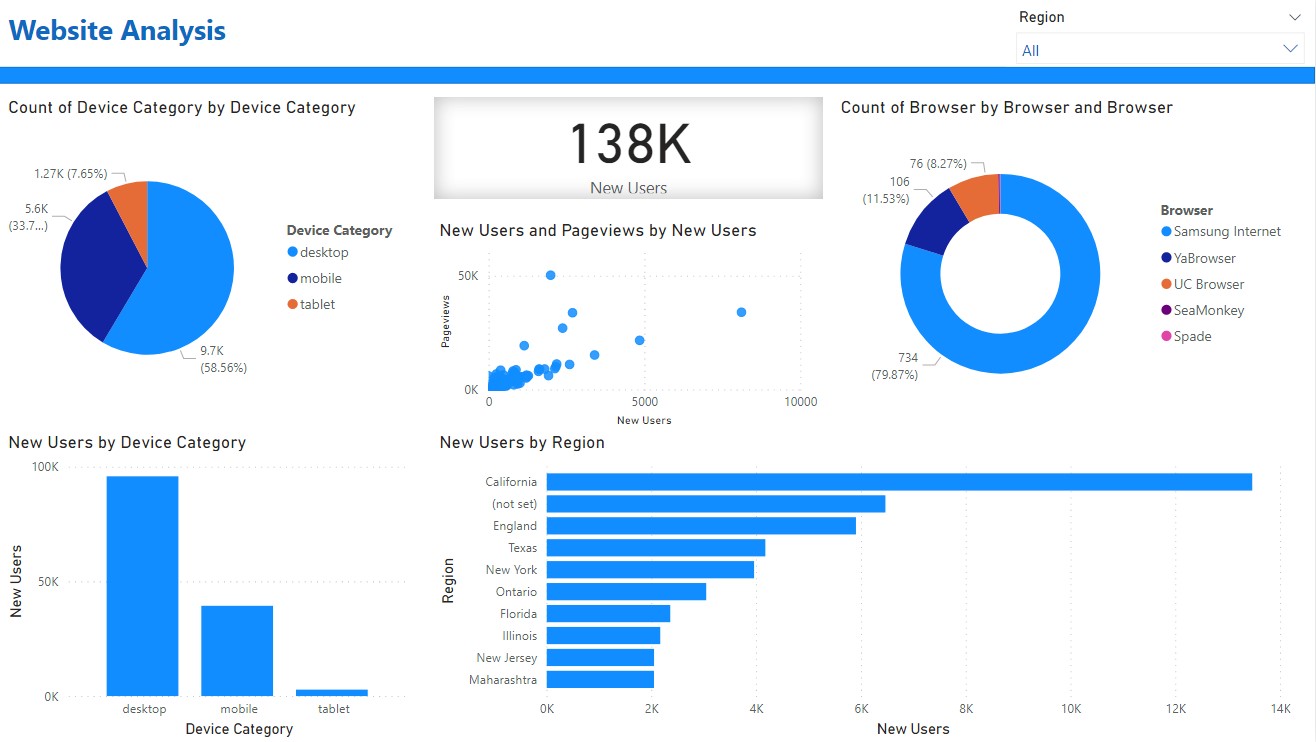 Website Analysis
Region
All
Count of Device Category by Device Category
1.27K (7.65%)
5.6K
(33.7...)
9.7K
(58.56%)
Device Category
desktop
mobile
tablet
138K
New Users
Count of Browser by Browser and Browser
76 (8.27%)
106
(11.53%)
734
(79.87%)
Browser
Samsung Internet
YaBrowser
UC Browser
SeaMonkey
Spade
New Users and Pageviews by New Users
Pageviews
50K
0K
0
5000
10000
New Users
New Users by Device Category
New Users
100K
50K
0K
desktop
mobile
tablet
Device Category
New Users by Region
Region
California
(not set)
England
Texas
New York
Ontario
Florida
Illinois
New Jersey
Maharashtra
0K
2K
4K
6K
8K
10K
12K
14K
New Users